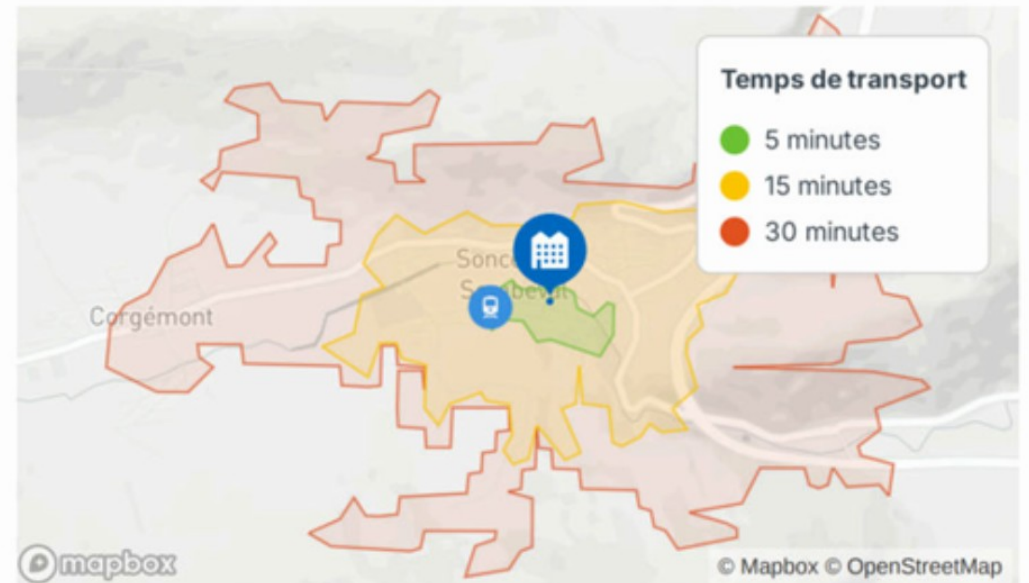 Temps de transport
5 minutes
15 minutes
30 minutes
Corgémont
mapbox
© Mapbox © OpenStreetMap